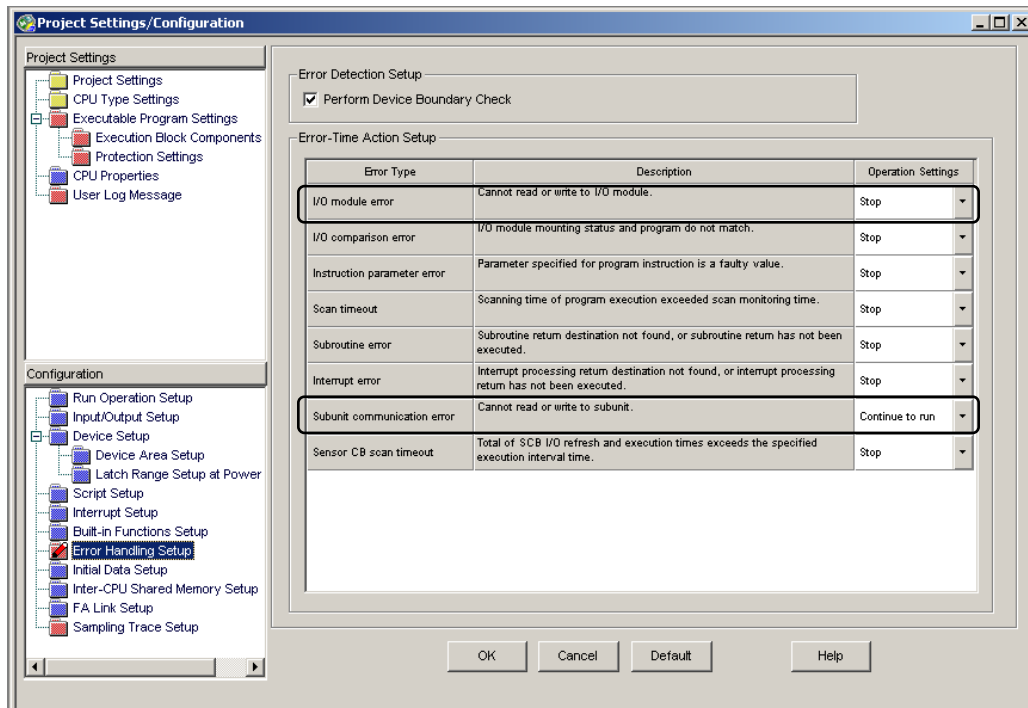 Project Settings/Configuration
Project Settings
Project Settings
CPU Type Settings
Executable Program Settings
Execution Block Components
Protection Settings
CPU Properties
User Log Message
Configuration
Run Operation Setup
Input/Output Setup
Device Setup
Device Area Setup
Latch Range Setup at Power
Script Setup
Interrupt Setup
Built-in Functions Setup
Error Handling Setup
Initial Data Setup
Inter-CPU Shared Memory Setup
FA Link Setup
Sampling Trace Setup
Error Detection Setup
Perform Device Boundary Check
Error-Time Action Setup
Error Type Description Operation Settings
I/O module error Cannot read or write to I/O module. Stop
I/O comparison error I/O module mounting status and program do not match. Stop
Instruction parameter error Parameter specified for program instruction is a faulty value. Stop
Scan timeout Scanning time of program execution exceeded scan monitoring time. Stop
Subroutine error Subroutine return destination not found, or subroutine return has not been
executed. Stop
Interrupt error Interrupt processing return destination not found, or interrupt processing
return has not been executed. Stop
Subunit communication error Cannot read or write to subunit. Continue to run
Sensor CB scan timeout Total of SCB I/O refresh and execution times exceeds the specified
execution interval time. Stop
OK Cancel Default Help